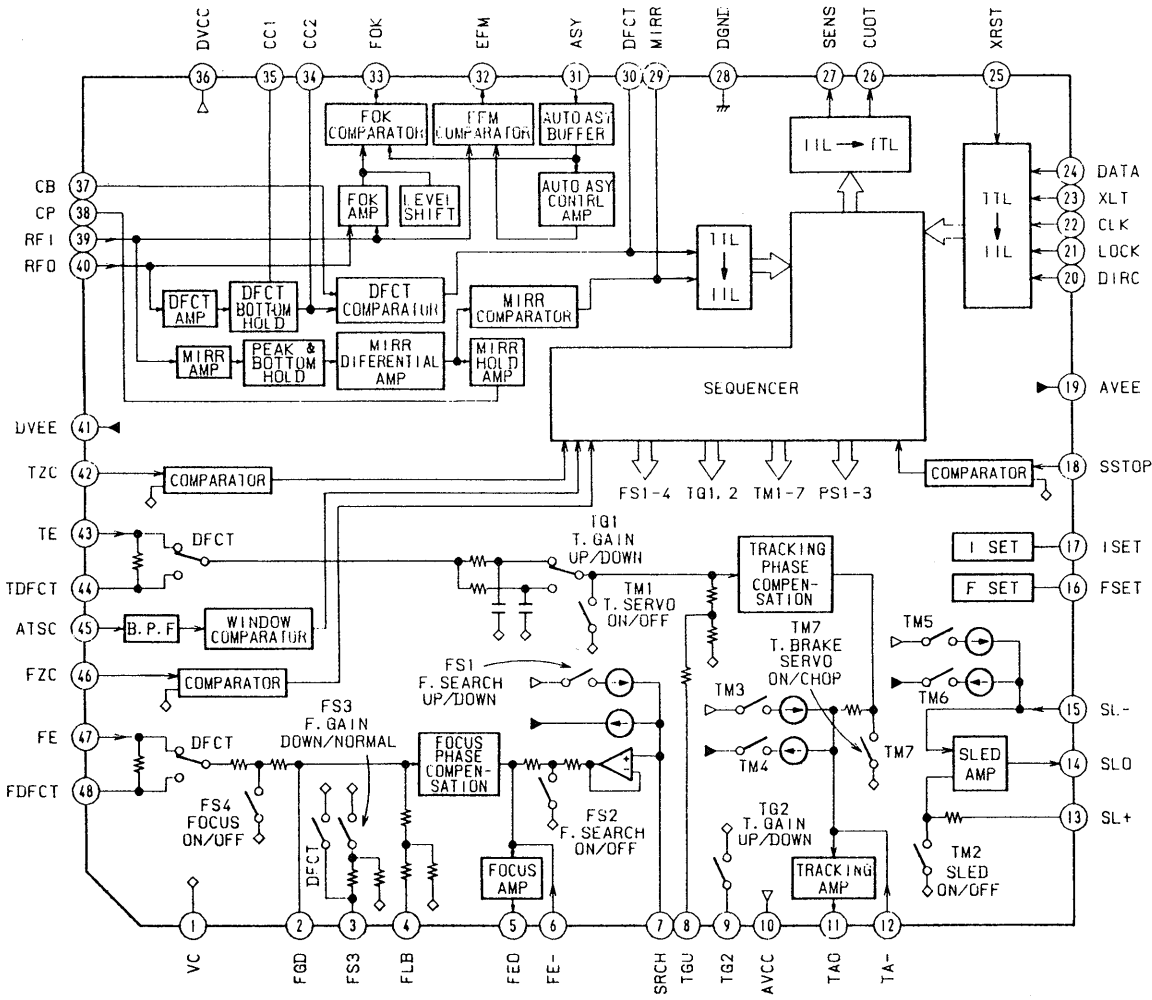 DVCC
CC1
CC2
FOK
EFM
ASY
DFCT
MIRR
DGND
SENS
CUOT
XRST
36
35
34
33
32
31
30
29
28
27
26
25
FOK
COMPARATOR
EFM
COMPARATOR
AUTO ASY
BUFFER
IIL → TTL
TTL
↓
IIL
24 DATA
23 XLT
22 CLK
21 LOCK
20 DIRC
CB 37
CP 38
RFI 39
RFO 40
FOK
AMP
LEVEL
SHIFT
AUTO ASY
CONTRL
AMP
TTL
↓
IIL
DFCT
AMP
DFCT
BOTTOM
HOLD
DFCT
COMPARATOR
MIRR
COMPARATOR
MIRR
AMP
PEAK &
BOTTOM
HOLD
MIRR
DIFERENTIAL
AMP
MIRR
HOLD
AMP
SEQUENCER
19 AVEE
DVEE 41
TZC 42
COMPARATOR
FS1-4
TG1, 2
TM1-7
PS1-3
COMPARATOR
18 SSTOP
TE 43
DFCT
TG1
T. GAIN
UP/DOWN
TRACKING
PHASE
COMPEN-
SATION
I SET
17 ISET
TDFCT 44
TM1
T. SERVO
ON/OFF
F SET
16 FSET
ATSC 45
B.P.F
WINDOW
COMPARATOR
TM7
T. BRAKE
SERVO
ON/CHOP
TM5
FZC 46
COMPARATOR
FS1
F. SEARCH
UP/DOWN
TM3
TM6
FS3
F. GAIN
DOWN/NORMAL
15 SL-
FE 47
DFCT
FOCUS
PHASE
COMPEN-
SATION
TM4
TM7
SLED
AMP
14 SLO
FDFCT 48
FS4
FOCUS
ON/OFF
DFCT
FS2
F. SEARCH
ON/OFF
TG2
T. GAIN
UP/DOWN
13 SL+
TM2
SLED
ON/OFF
FOCUS
AMP
TRACKING
AMP
1
2
3
4
5
6
7
8
9
10
11
12
VC
FGD
FS3
FLB
FEO
FE-
SRCH
TGU
TG2
AVCC
TAO
TA-